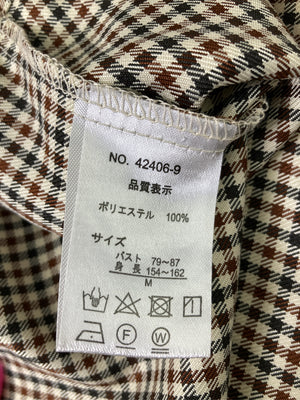 NO. 42406-9
品質表示
ポリエステル 100%
サイズ
バスト 79~87
身 長 154~162
M
F W